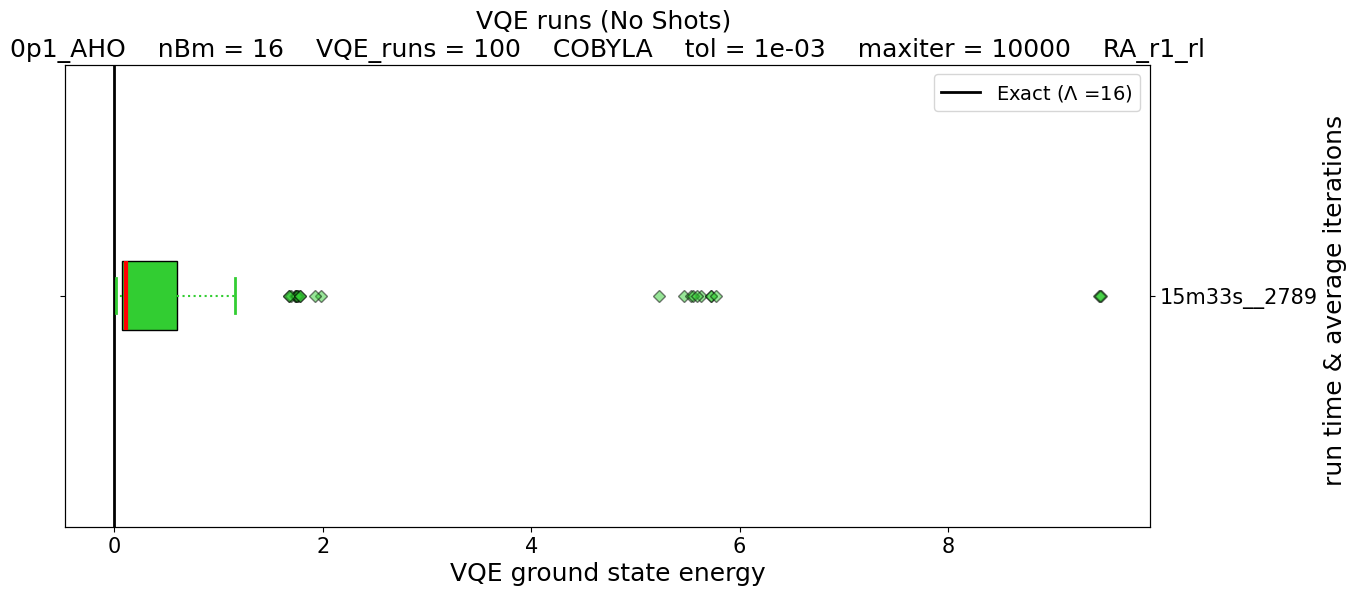 VQE runs (No Shots)
0p1_AHO    nBm = 16    VQE_runs = 100    COBYLA    tol = 1e-03    maxiter = 10000    RA_r1_rl
Exact (Λ =16)
15m33s__2789
run time & average iterations
0 2 4 6 8
VQE ground state energy